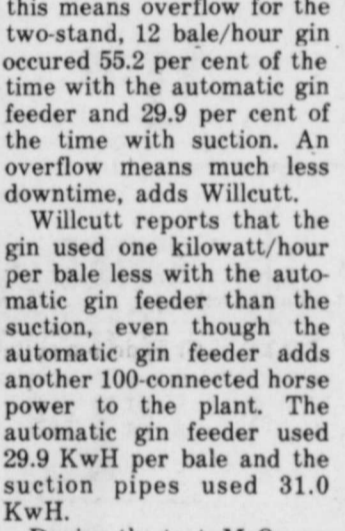 this means overflow for the
two-stand, 12 bale/hour gin
occured 55.2 per cent of the
time with the automatic gin
feeder and 29.9 per cent of
the time with suction. An
overflow means much less
downtime, adds Willcutt.
Willcutt reports that the
gin used one kilowatt/hour
per bale less with the auto-
matic gin feeder than the
suction, even though the
automatic gin feeder adds
another 100-connected horse
power to the plant. The
automatic gin feeder used
29.9 KwH per bale and the
suction pipes used 31.0
KwH.